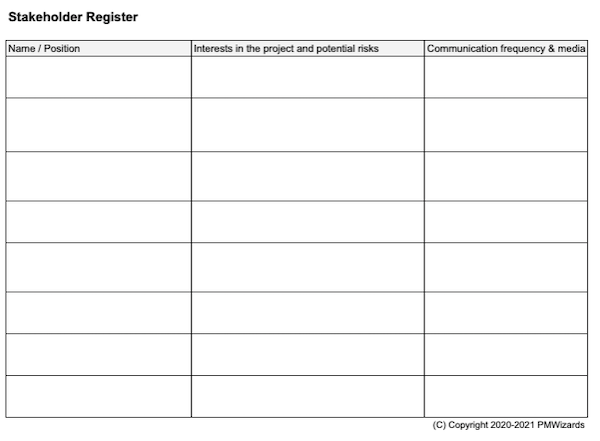 Stakeholder Register
Name / Position
Interests in the project and potential risks
Communication frequency & media
(C) Copyright 2020-2021 PMWizards